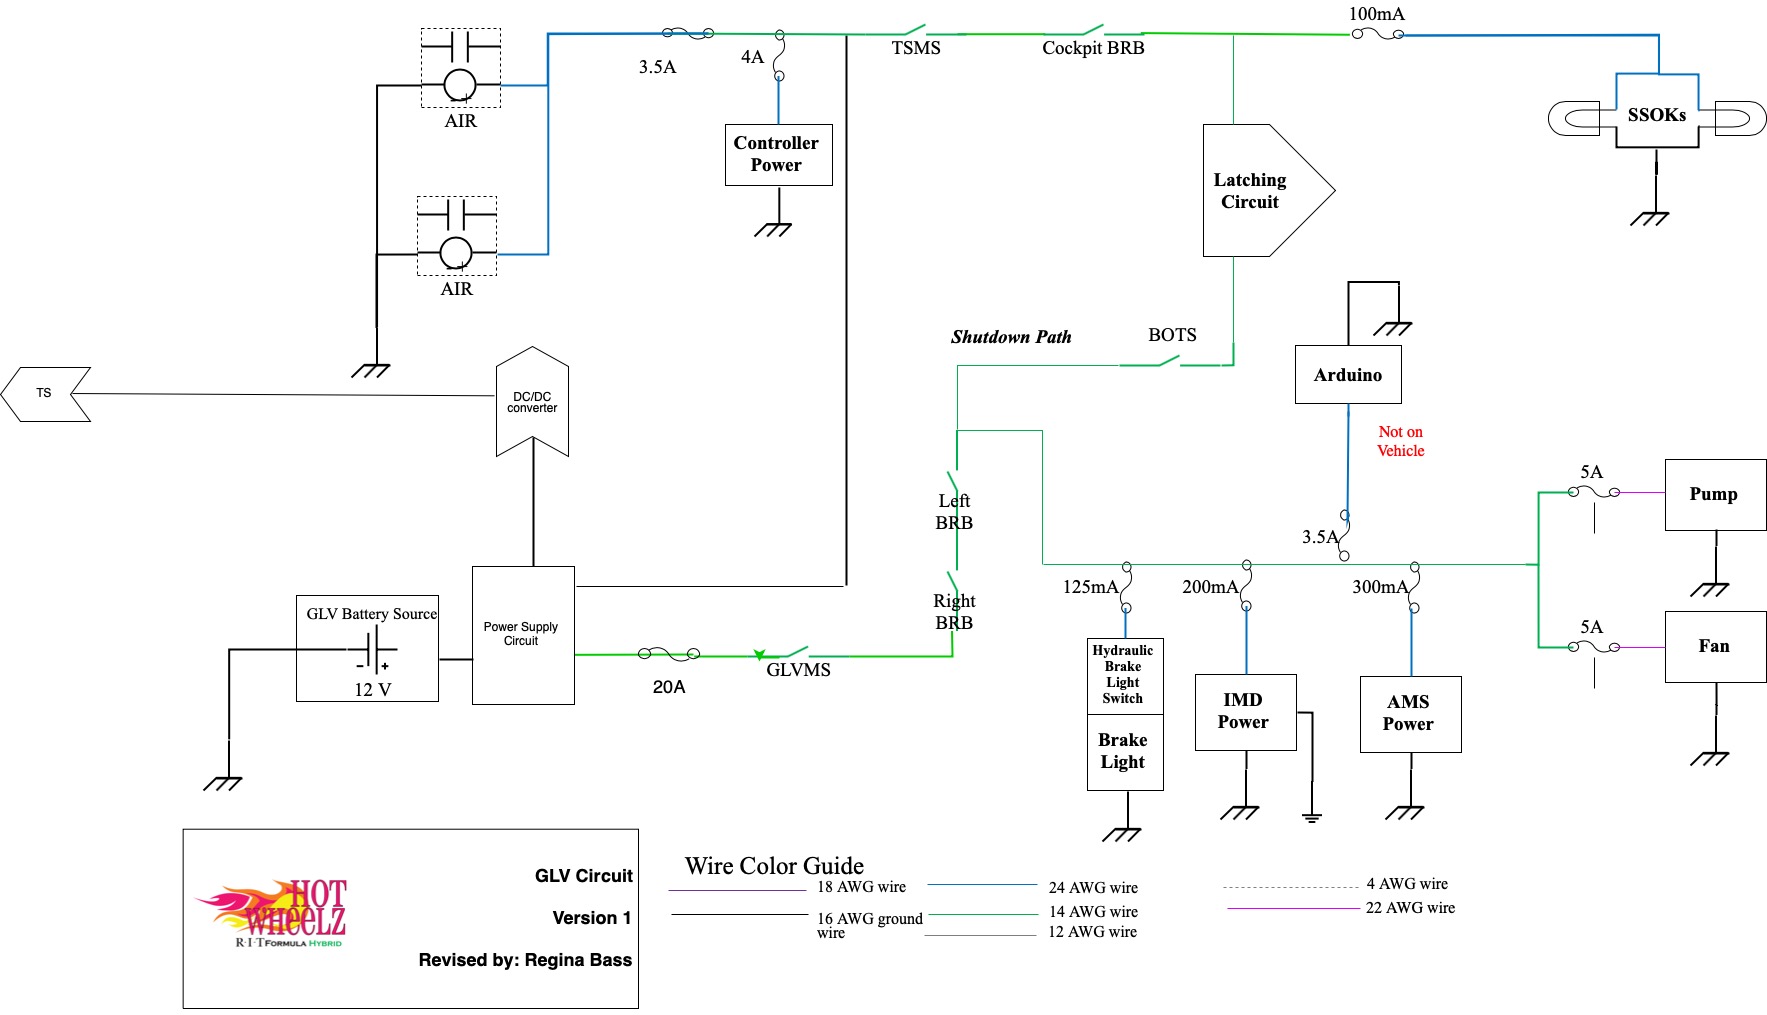 100mA
3.5A
4A
TSMS
Cockpit BRB
AIR
Controller
Power
SSOKs
Latching
Circuit
AIR
Shutdown Path
BOTS
Arduino
TS
DC/DC
converter
Not on
Vehicle
5A
Pump
Left
BRB
3.5A
125mA
200mA
300mA
Right
BRB
GLV Battery Source
- +
12 V
Power Supply
Circuit
20A
GLVMS
5A
Fan
Hydraulic
Brake
Light
Switch
Brake
Light
IMD
Power
AMS
Power
HOT
WHEELZ
R·I·T FORMULA HYBRID
GLV Circuit
Version 1
Revised by: Regina Bass
Wire Color Guide
18 AWG wire
16 AWG ground
wire
24 AWG wire
14 AWG wire
12 AWG wire
4 AWG wire
22 AWG wire